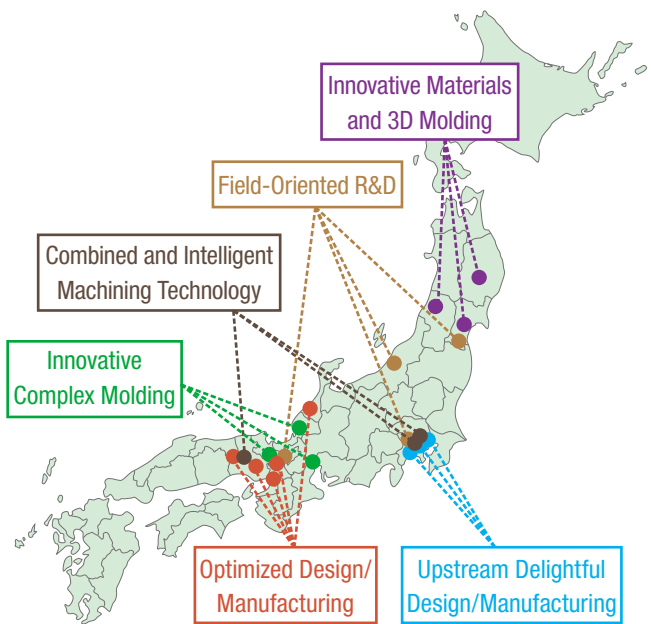 Innovative Materials
and 3D Molding
Field-Oriented R&D
Combined and Intelligent
Machining Technology
Innovative
Complex Molding
Optimized Design/
Manufacturing
Upstream Delightful
Design/Manufacturing